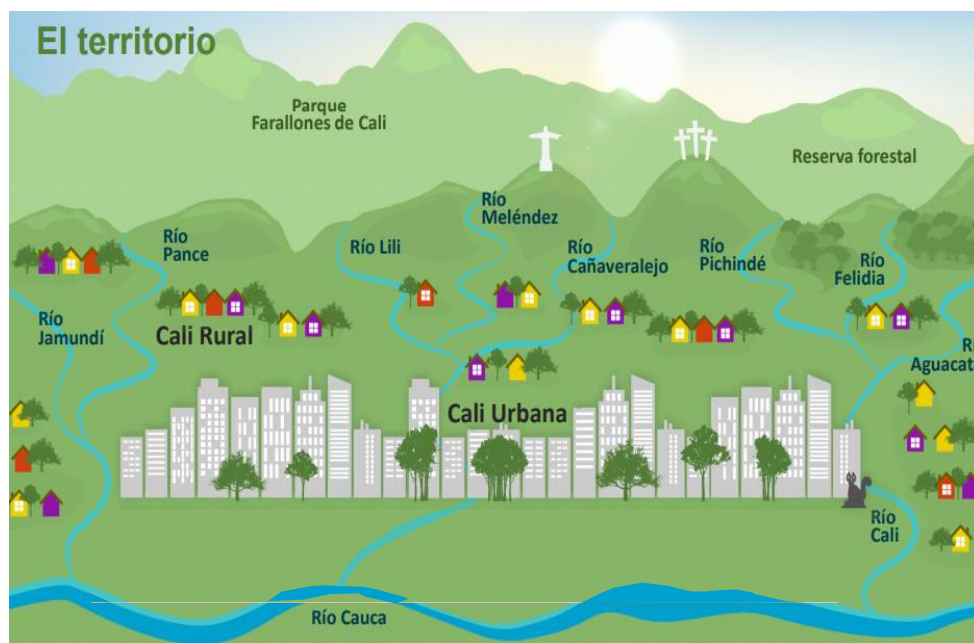 El territorio
Parque
Farallones de Cali
Reserva forestal
Río
Meléndez
Río
Pance
Río Lili
Río
Cañaveralejo
Río
Pichindé
Río
Felidia
Río
Jamundí
Cali Rural
Aguacat
Cali Urbana
Río
Cali
Río Cauca